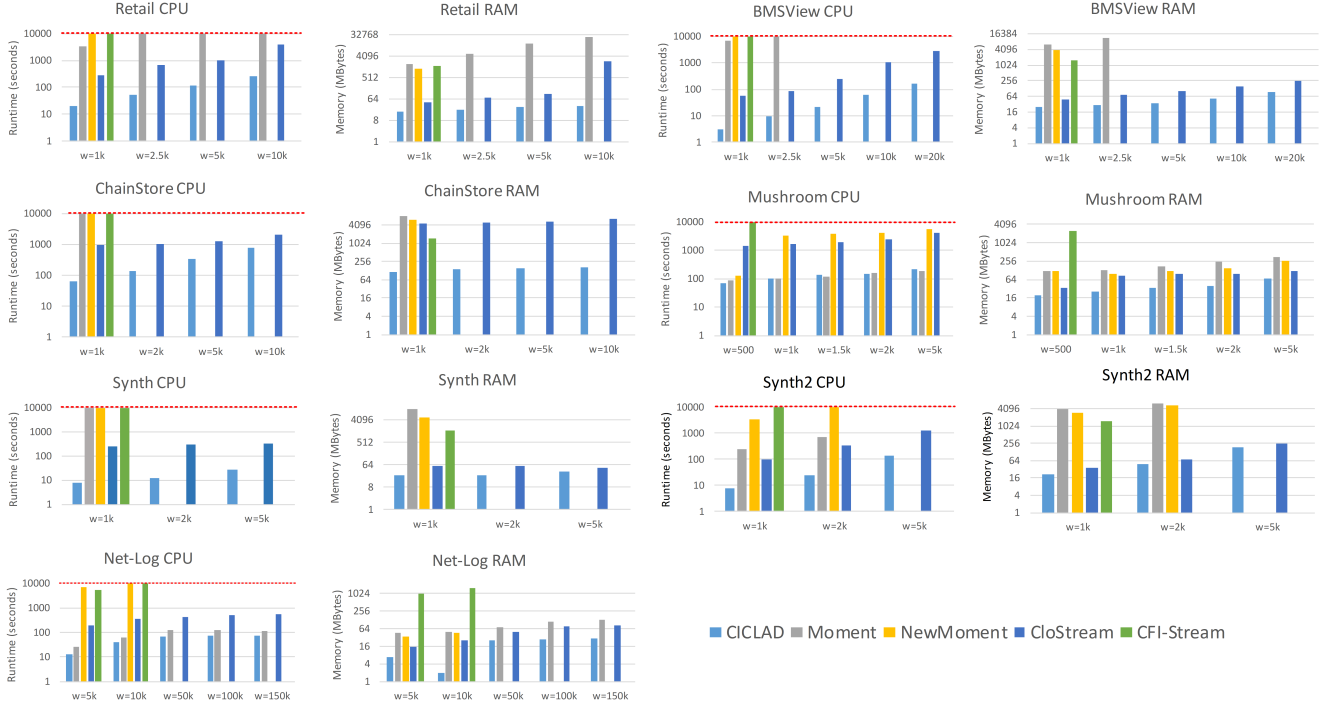 Retail CPU
Runtime (seconds)
10000
1000
100
10
1
w=1k w=2.5k w=5k w=10k
Retail RAM
Memory (MBytes)
32768
4096
512
64
8
1
w=1k w=2.5k w=5k w=10k
BMSView CPU
Runtime (seconds)
10000
1000
100
10
1
w=1k w=2.5k w=5k w=10k w=20k
BMSView RAM
Memory (MBytes)
16384
4096
1024
256
64
16
4
1
w=1k w=2.5k w=5k w=10k w=20k
ChainStore CPU
Runtime (seconds)
10000
1000
100
10
1
w=1k w=2k w=5k w=10k
ChainStore RAM
Memory (MBytes)
4096
1024
256
64
16
4
1
w=1k w=2k w=5k w=10k
Mushroom CPU
Runtime (seconds)
10000
1000
100
10
1
w=500 w=1k w=1.5k w=2k w=5k
Mushroom RAM
Memory (MBytes)
4096
1024
256
64
16
4
1
w=500 w=1k w=1.5k w=2k w=5k
Synth CPU
Runtime (seconds)
10000
1000
100
10
1
w=1k w=2k w=5k
Synth RAM
Memory (MBytes)
4096
512
64
8
1
w=1k w=2k w=5k
Synth2 CPU
Runtime (seconds)
10000
1000
100
10
1
w=1k w=2k w=5k
Synth2 RAM
Memory (MBytes)
4096
1024
256
64
16
4
1
w=1k w=2k w=5k
Net-Log CPU
Runtime (seconds)
10000
1000
100
10
1
w=5k w=10k w=50k w=100k w=150k
Net-Log RAM
Memory (MBytes)
1024
256
64
16
4
1
w=5k w=10k w=50k w=100k w=150k
CICLAD Moment NewMoment CloStream CFI-Stream